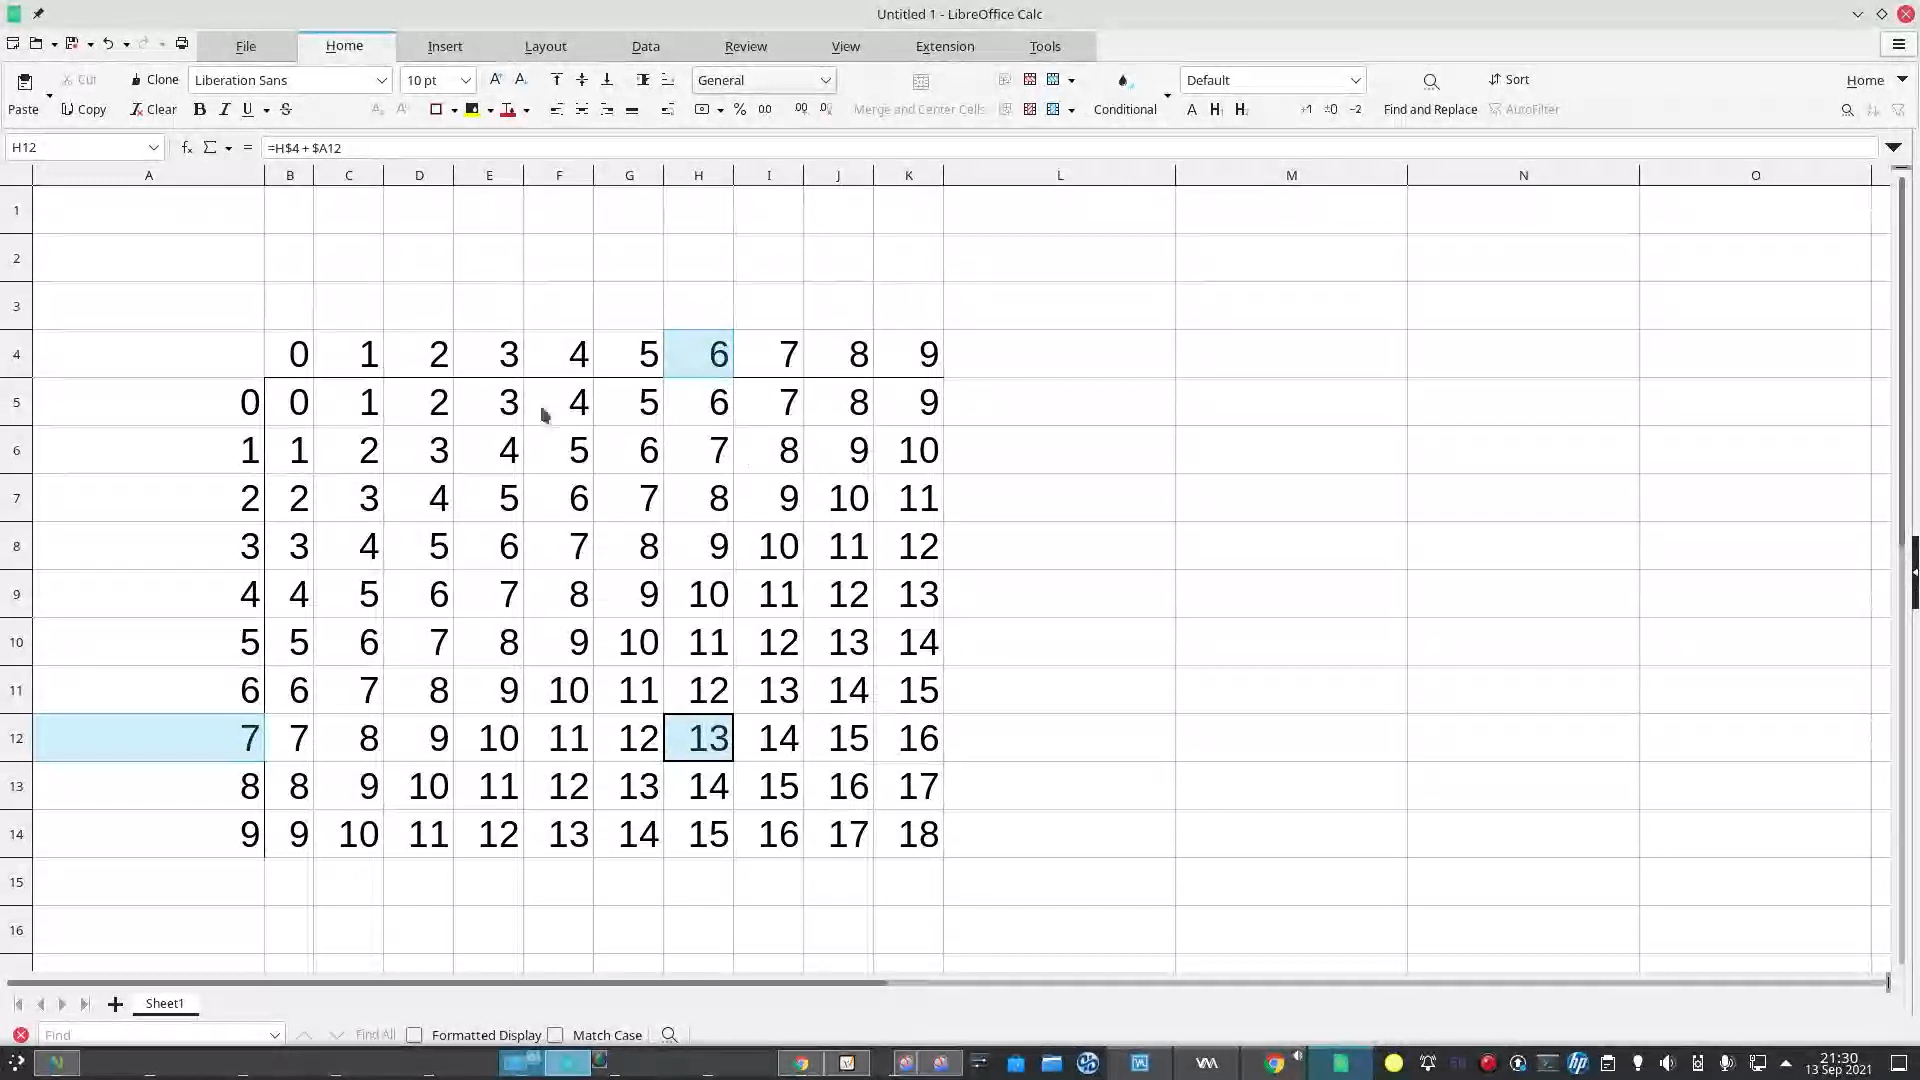 Untitled 1 - LibreOffice Calc
File Home Insert Layout Data Review View Extension Tools
Paste Cut Clone Liberation Sans 10 pt General Default Sort Home
Copy Clear B I U S % 00 Merge and Center Cells Conditional A H1 H2 +1 ±0 -2 Find and Replace AutoFilter
H12 fx Σ = =H$4 + $A12
A B C D E F G H I J K L M N O
1
2
3
4 0 1 2 3 4 5 6 7 8 9
5 0 0 1 2 3 4 5 6 7 8 9
6 1 1 2 3 4 5 6 7 8 9 10
7 2 2 3 4 5 6 7 8 9 10 11
8 3 3 4 5 6 7 8 9 10 11 12
9 4 4 5 6 7 8 9 10 11 12 13
10 5 5 6 7 8 9 10 11 12 13 14
11 6 6 7 8 9 10 11 12 13 14 15
12 7 7 8 9 10 11 12 13 14 15 16
13 8 8 9 10 11 12 13 14 15 16 17
14 9 9 10 11 12 13 14 15 16 17 18
15
16
Sheet1
Find Find All Formatted Display Match Case
hp 21:30
13 Sep 2021